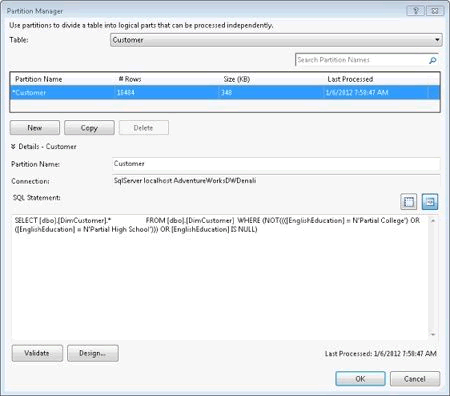 Partition Manager
Use partitions to divide a table into logical parts that can be processed independently.
Table: Customer
Search Partition Names
Partition Name # Rows Size (KB) Last Processed
*Customer 18484 348 1/6/2012 7:58:47 AM
New Copy Delete
Details - Customer
Partition Name: Customer
Connection: SqlServer localhost AdventureWorksDWDenali
SQL Statement:
SELECT [dbo].[DimCustomer].* FROM [dbo].[DimCustomer] WHERE (NOT(([EnglishEducation] = N'Partial College') OR
([EnglishEducation] = N'Partial High School'))) OR [EnglishEducation] IS NULL)
Validate Design... Last Processed: 1/6/2012 7:58:47 AM
OK Cancel